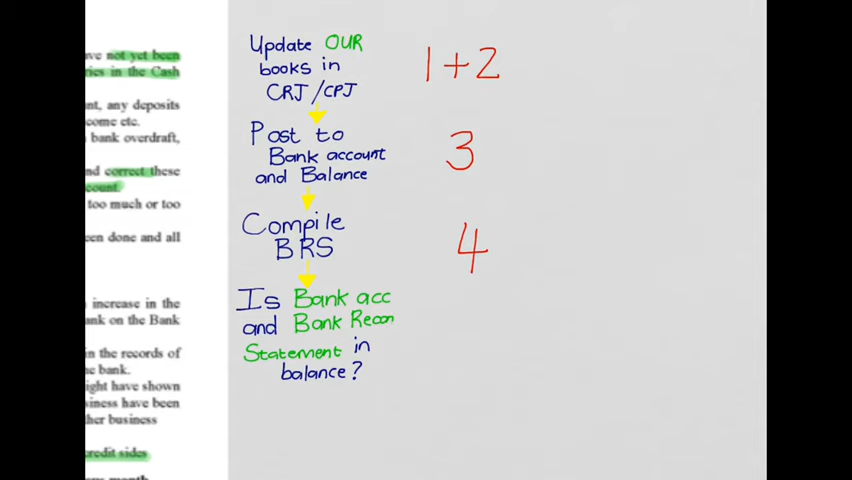 ave not yet been
ries in the Cash
nt, any deposits
come etc.
bank overdraft,
nd correct these
count.
too much or too
een done and all
increase in the
ank on the Bank
in the records of
he bank.
ight have shown
siness have been
her business
credit sides
Update OUR
books in
CRJ/CPJ
1+2
Post to
Bank account
and Balance
3
Compile
BRS
4
Is Bank acc
and Bank Recon
Statement in
balance?